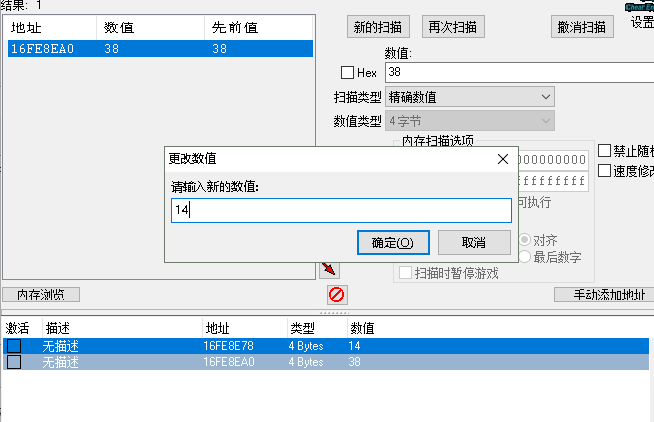 结果: 1
地址 数值 先前值
16FE8EA0 38 38
新的扫描 再次扫描 撤消扫描
Cheat En
设置
数值:
Hex 38
扫描类型 精确数值
数值类型 4 字节
内存扫描选项
000000000
fffffffff
可执行
对齐
最后数字
扫描时暂停游戏
禁止随机
速度修改
更改数值
请输入新的数值:
14
确定(O) 取消
内存浏览 手动添加地址
激活 描述 地址 类型 数值
无描述 16FE8E78 4 Bytes 14
无描述 16FE8EA0 4 Bytes 38